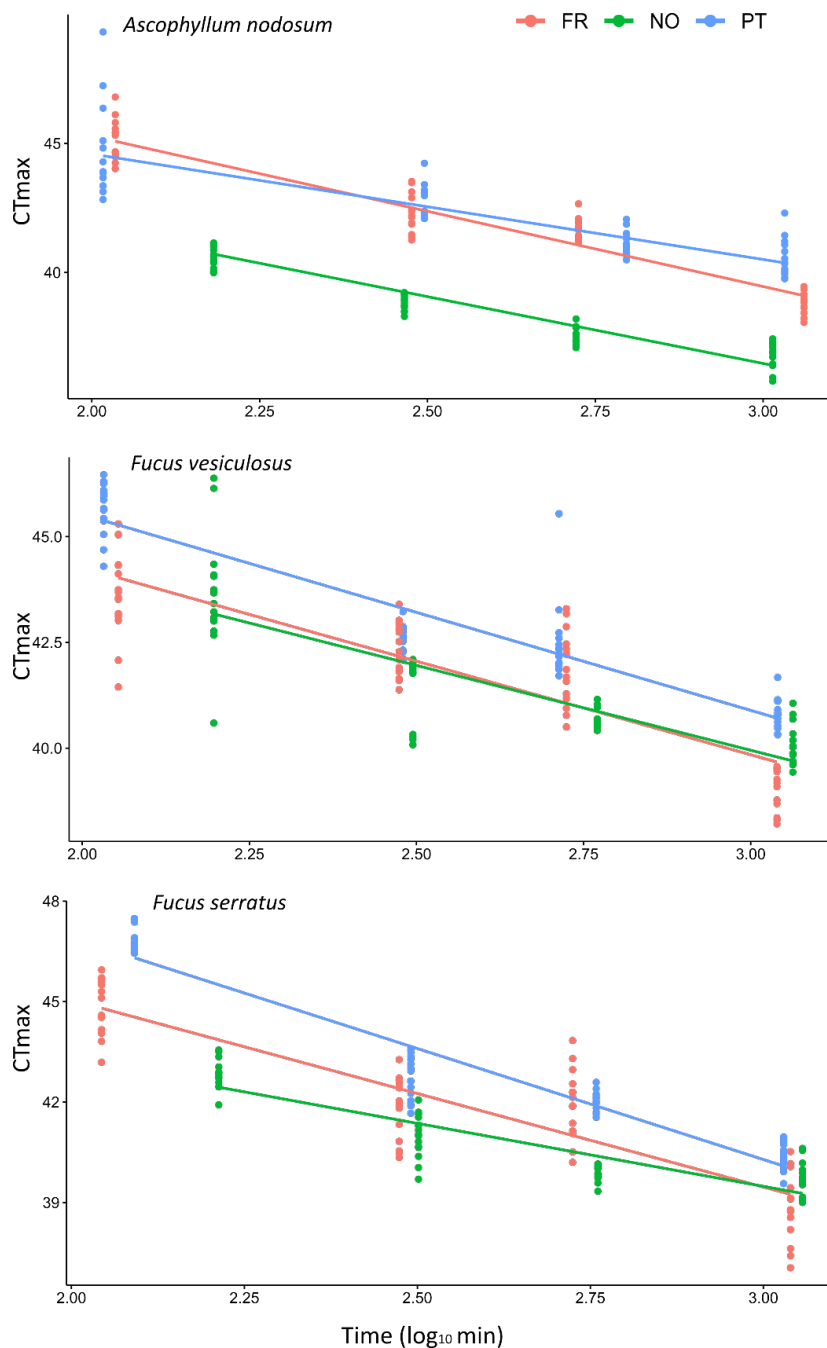 Ascophyllum nodosum
FR NO PT
CTmax
45
40
2.00 2.25 2.50 2.75 3.00
Fucus vesiculosus
CTmax
45.0
42.5
40.0
2.00 2.25 2.50 2.75 3.00
Fucus serratus
CTmax
48
45
42
39
2.00 2.25 2.50 2.75 3.00
Time (log₁₀ min)